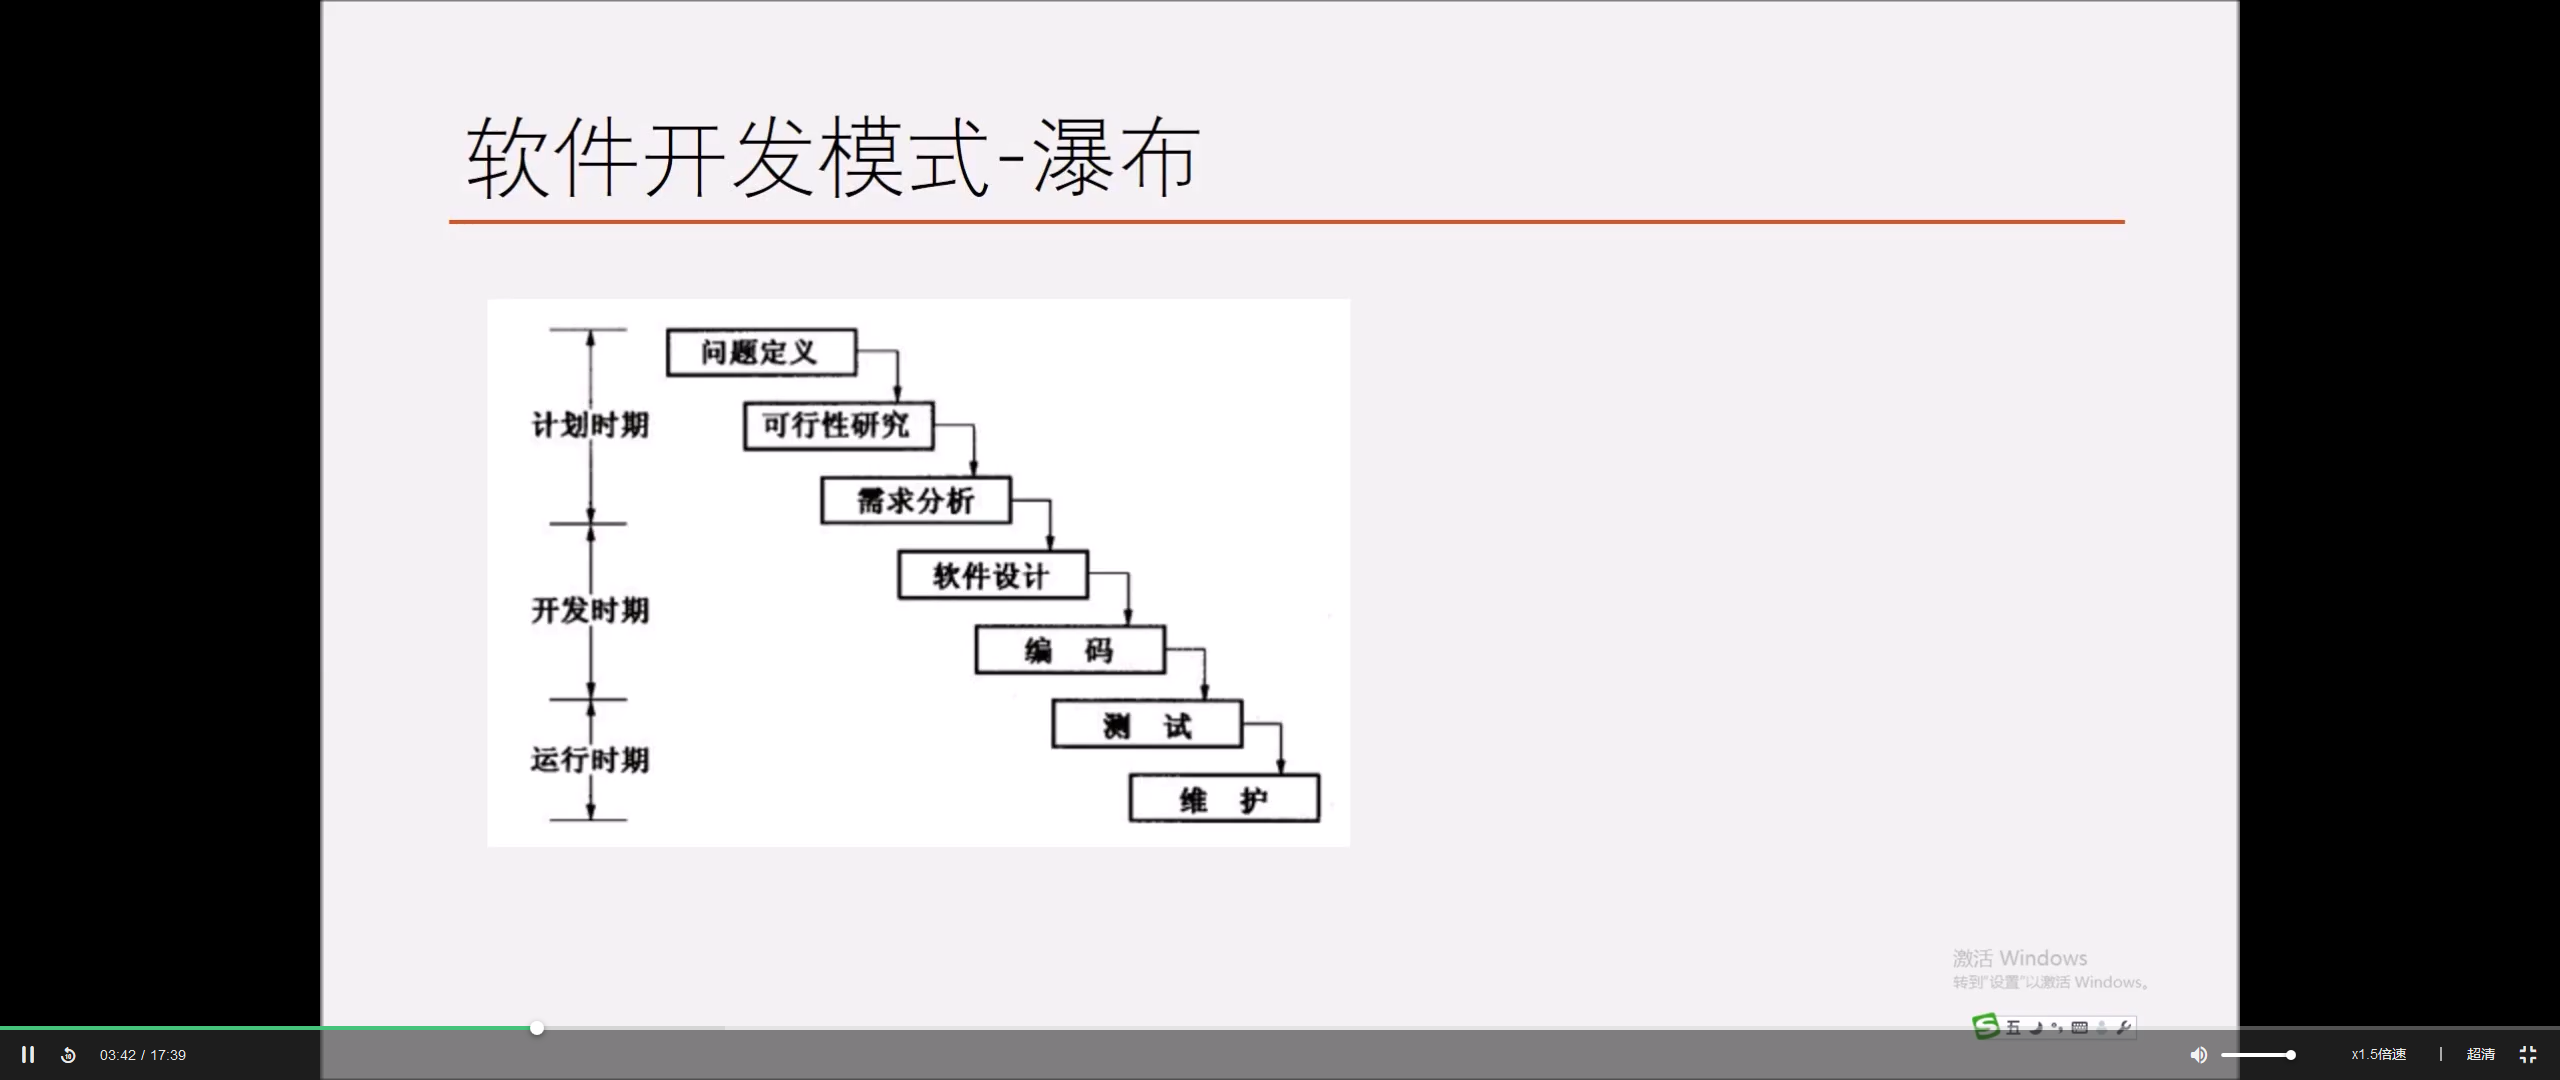 软件开发模式-瀑布
问题定义
计划时期
可行性研究
需求分析
软件设计
开发时期
编 码
测 试
运行时期
维 护
激活 Windows
转到"设置"以激活 Windows。
五
10
03:42 / 17:39
x1.5倍速
超清